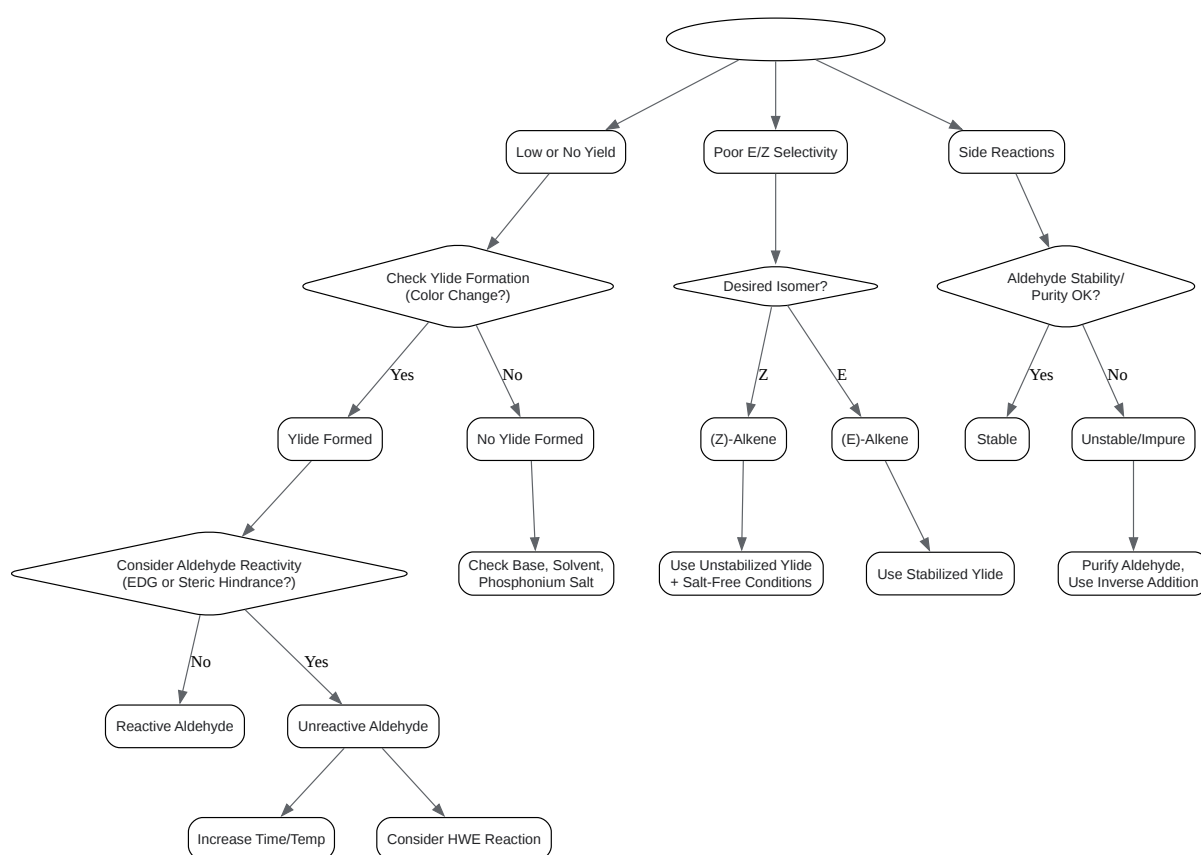 Low or No Yield
Poor E/Z Selectivity
Side Reactions
Check Ylide Formation
(Color Change?)
Desired Isomer?
Aldehyde Stability/
Purity OK?
Yes
No
Z
E
Yes
No
Ylide Formed
No Ylide Formed
(Z)-Alkene
(E)-Alkene
Stable
Unstable/Impure
Consider Aldehyde Reactivity
(EDG or Steric Hindrance?)
Check Base, Solvent,
Phosphonium Salt
Use Unstabilized Ylide
+ Salt-Free Conditions
Use Stabilized Ylide
Purify Aldehyde,
Use Inverse Addition
No
Yes
Reactive Aldehyde
Unreactive Aldehyde
Increase Time/Temp
Consider HWE Reaction